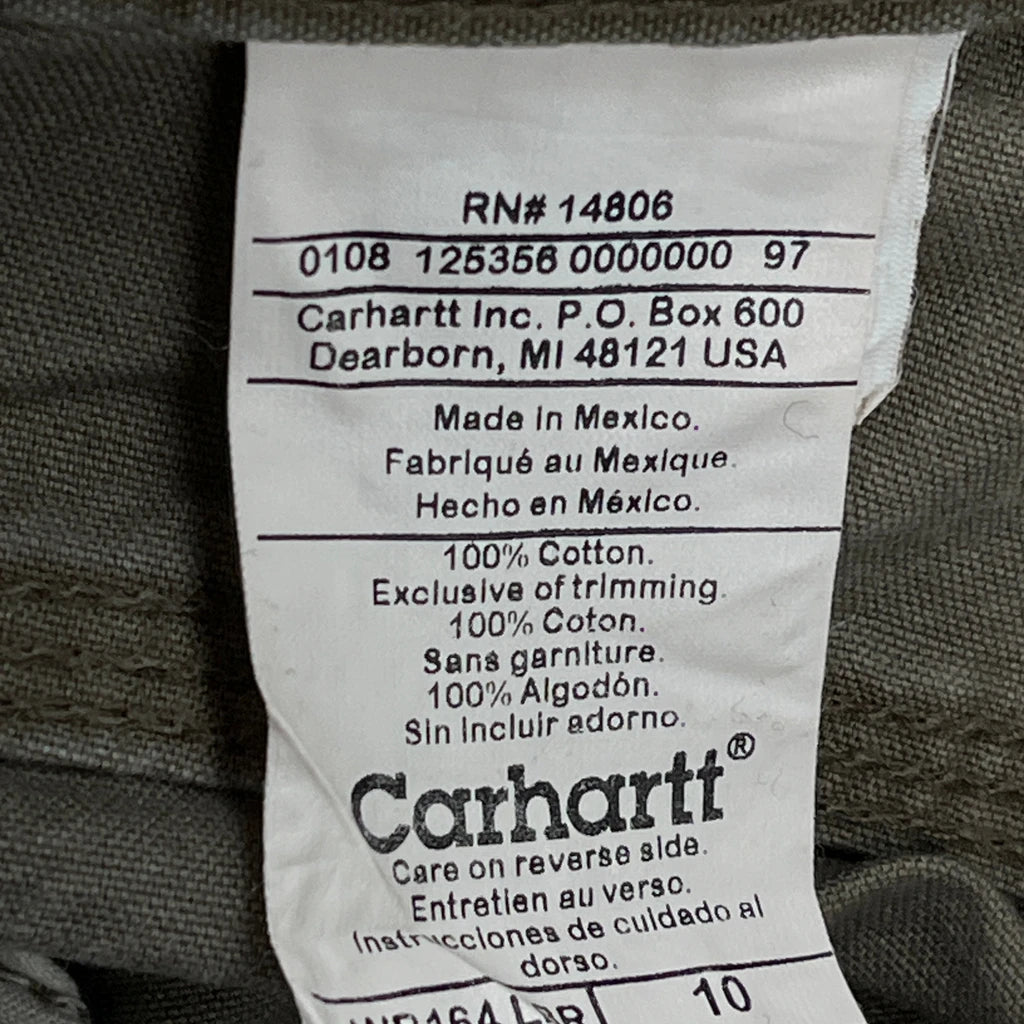 RN# 14806
0108 125356 0000000 97
Carhartt Inc. P.O. Box 600
Dearborn, MI 48121 USA
Made in Mexico.
Fabriqué au Mexique.
Hecho en México.
100% Cotton.
Exclusive of trimming.
100% Coton.
Sans garniture.
100% Algodón.
Sin incluir adorno.
Carhartt®
Care on reverse side.
Entretien au verso.
Instrucciones de cuidado al
dorso.
10